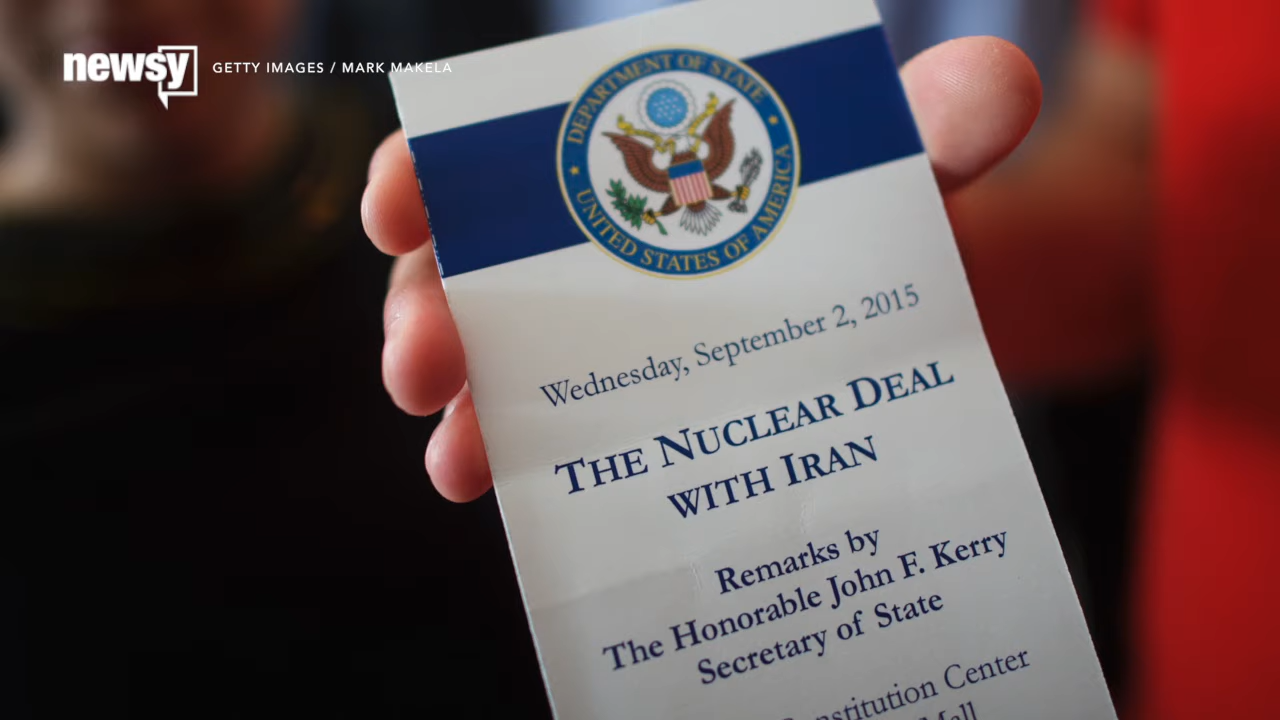 newsy
GETTY IMAGES / MARK MAKELA
DEPARTMENT OF STATE
UNITED STATES OF AMERICA
Wednesday, September 2, 2015
THE NUCLEAR DEAL
WITH IRAN
Remarks by
The Honorable John F. Kerry
Secretary of State
Center